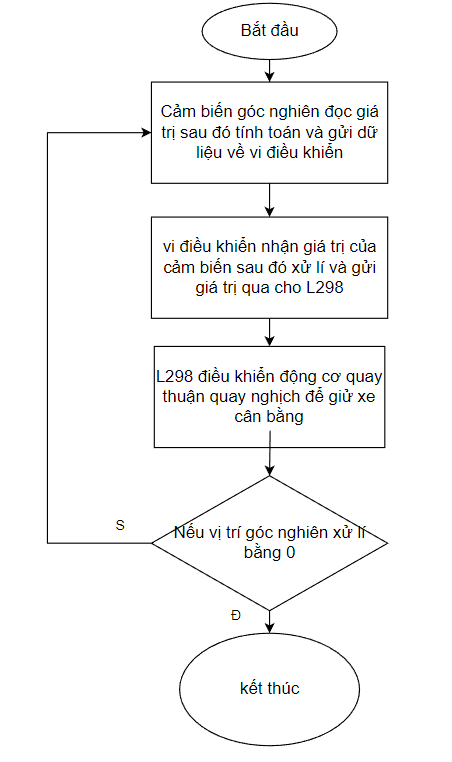 Bắt đầu
Cảm biến góc nghiên đọc giá
trị sau đó tính toán và gửi dữ
liệu về vi điều khiển
vi điều khiển nhận giá trị của
cảm biến sau đó xử lí và gửi
giá trị qua cho L298
L298 điều khiển động cơ quay
thuận quay nghịch để giử xe
cân bằng
S
Nếu vị trí góc nghiên xử lí
bằng 0
Đ
kết thúc